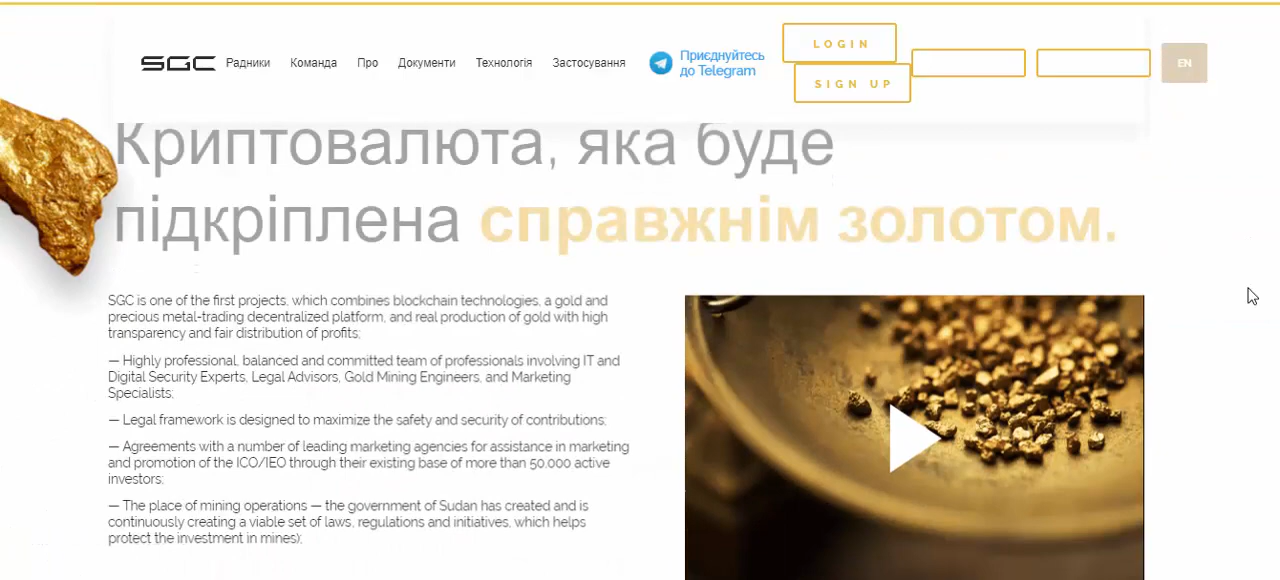 SGC
Радники Команда Про Документи Технологія Застосування
Приєднуйтесь
до Telegram
LOGIN
SIGN UP
EN
Криптовалюта, яка буде
підкріплена справжнім золотом.
SGC is one of the first projects, which combines blockchain technologies, a gold and
precious metal-trading decentralized platform, and real production of gold with high
transparency and fair distribution of profits;
— Highly professional, balanced and committed team of professionals involving IT and
Digital Security Experts, Legal Advisors, Gold Mining Engineers, and Marketing
Specialists;
— Legal framework is designed to maximize the safety and security of contributions;
— Agreements with a number of leading marketing agencies for assistance in marketing
and promotion of the ICO/IEO through their existing base of more than 50.000 active
investors;
— The place of mining operations — the government of Sudan has created and is
continuously creating a viable set of laws, regulations and initiatives, which helps
protect the investment in mines);